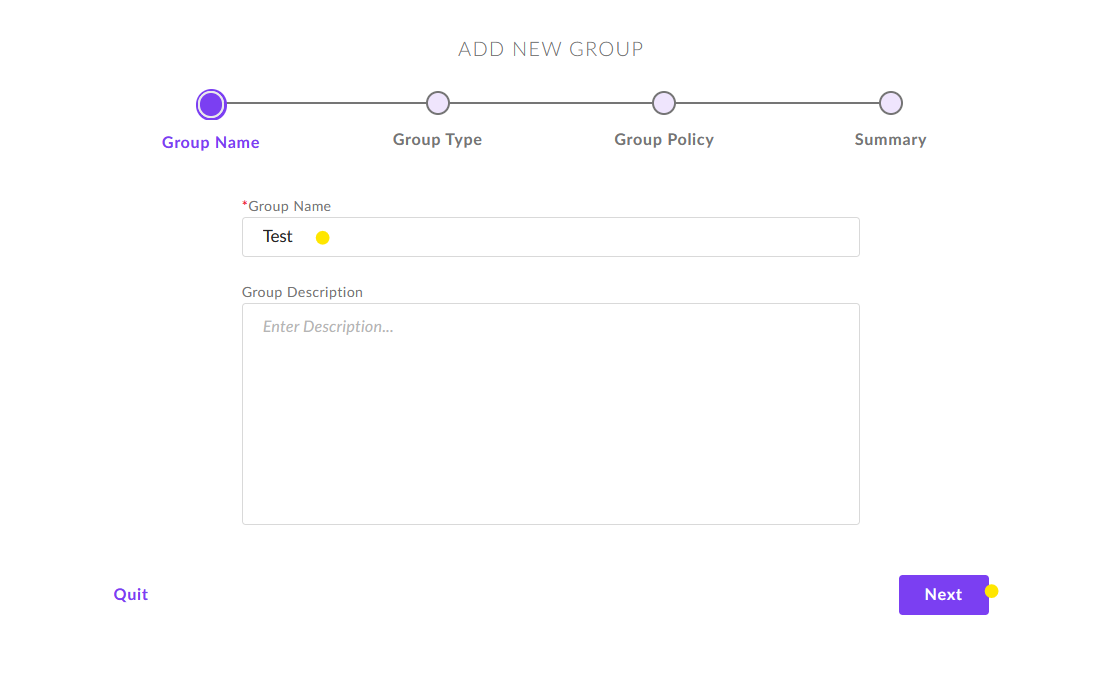 ADD NEW GROUP
Group Name
Group Type
Group Policy
Summary
*Group Name
Test
Group Description
Enter Description...
Quit
Next